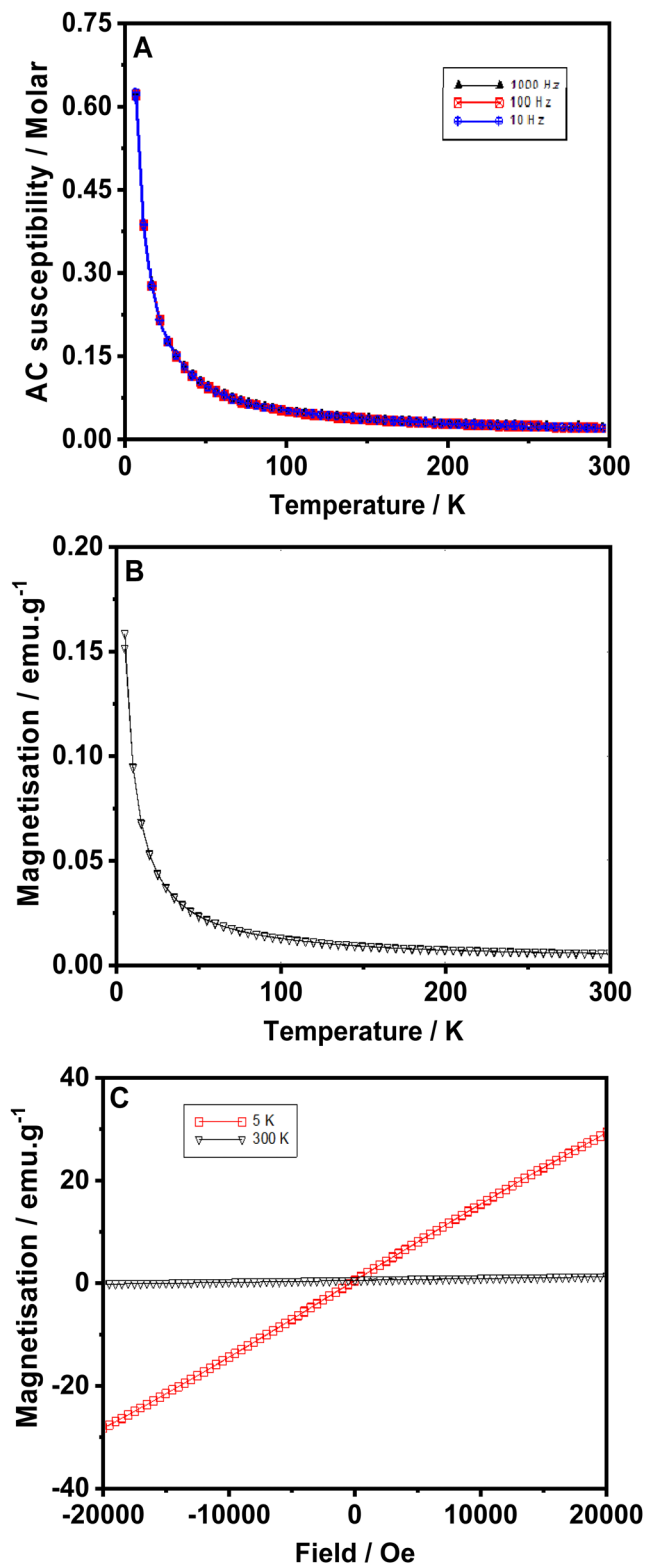 A
AC susceptibility / Molar
0.75
0.60
0.45
0.30
0.15
0.00
1000 Hz
100 Hz
10 Hz
0 100 200 300
Temperature / K
B
Magnetisation / emu.g-1
0.20
0.15
0.10
0.05
0.00
0 100 200 300
Temperature / K
C
Magnetisation / emu.g-1
40
20
0
-20
-40
5 K
300 K
-20000 -10000 0 10000 20000
Field / Oe